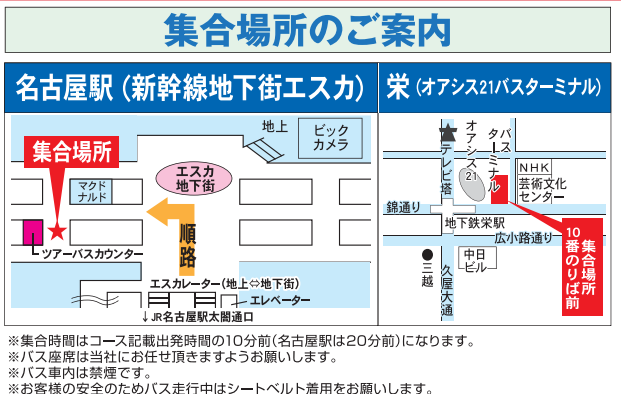 集合場所のご案内
名古屋駅(新幹線地下街エスカ)
地上
ビック
カメラ
集合場所
エスカ
地下街
マクド
ナルド
順路
ツアーバスカウンター
エスカレーター(地上⇔地下街)
エレベーター
↓JR名古屋駅太閤通口
栄(オアシス21バスターミナル)
テレビ塔
オアシス21
バスターミナル
NHK
芸術文化
センター
錦通り
地下鉄栄駅
広小路通り
三越
久屋大通
中日
ビル
集合場所
10番のりば前
※集合時間はコース記載出発時間の10分前(名古屋駅は20分前)になります。
※バス座席は当社にお任せ頂きますようお願いします。
※バス車内は禁煙です。
※お客様の安全のためバス走行中はシートベルト着用をお願いします。